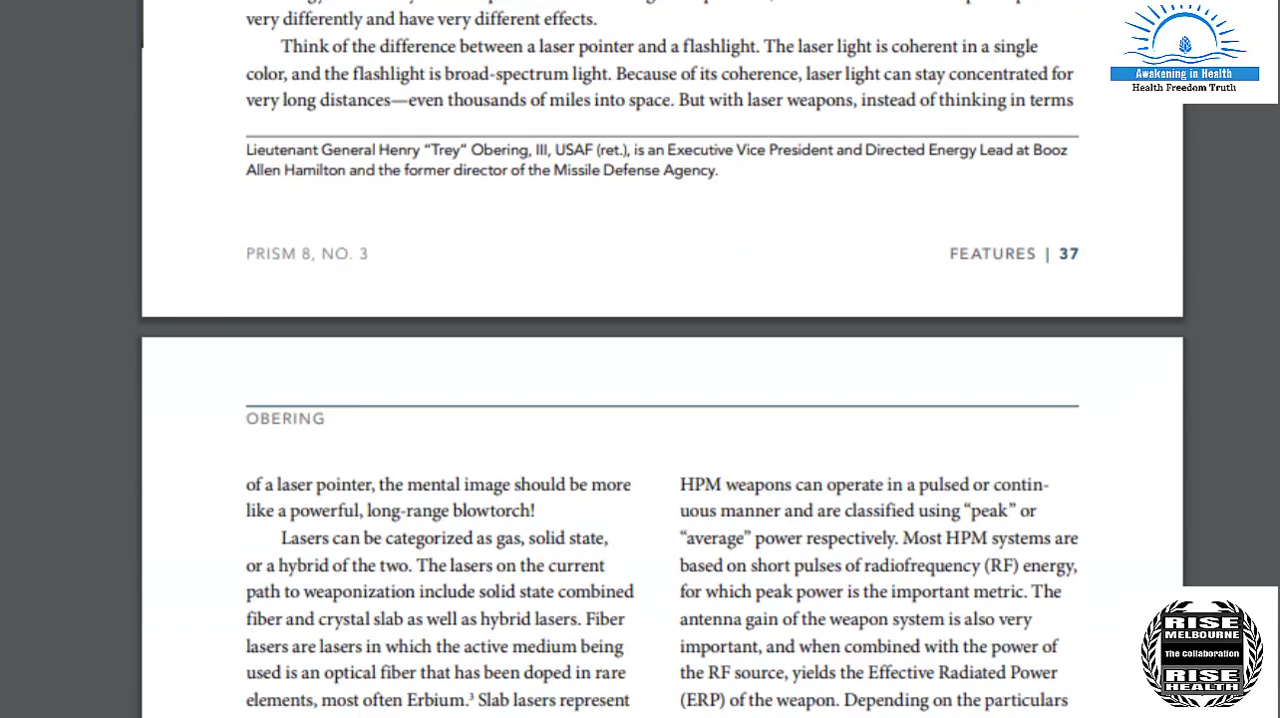 very differently and have very different effects.
Think of the difference between a laser pointer and a flashlight. The laser light is coherent in a single
color, and the flashlight is broad-spectrum light. Because of its coherence, laser light can stay concentrated for
very long distances—even thousands of miles into space. But with laser weapons, instead of thinking in terms
Lieutenant General Henry “Trey” Obering, III, USAF (ret.), is an Executive Vice President and Directed Energy Lead at Booz
Allen Hamilton and the former director of the Missile Defense Agency.
PRISM 8, NO. 3
FEATURES | 37
OBERING
of a laser pointer, the mental image should be more
like a powerful, long-range blowtorch!
Lasers can be categorized as gas, solid state,
or a hybrid of the two. The lasers on the current
path to weaponization include solid state combined
fiber and crystal slab as well as hybrid lasers. Fiber
lasers are lasers in which the active medium being
used is an optical fiber that has been doped in rare
elements, most often Erbium.³ Slab lasers represent
HPM weapons can operate in a pulsed or contin-
uous manner and are classified using “peak” or
“average” power respectively. Most HPM systems are
based on short pulses of radiofrequency (RF) energy,
for which peak power is the important metric. The
antenna gain of the weapon system is also very
important, and when combined with the power of
the RF source, yields the Effective Radiated Power
(ERP) of the weapon. Depending on the particulars
Awakening in Health
Health Freedom Truth
RISE
MELBOURNE
The Collaboration
RISE
HEALTH